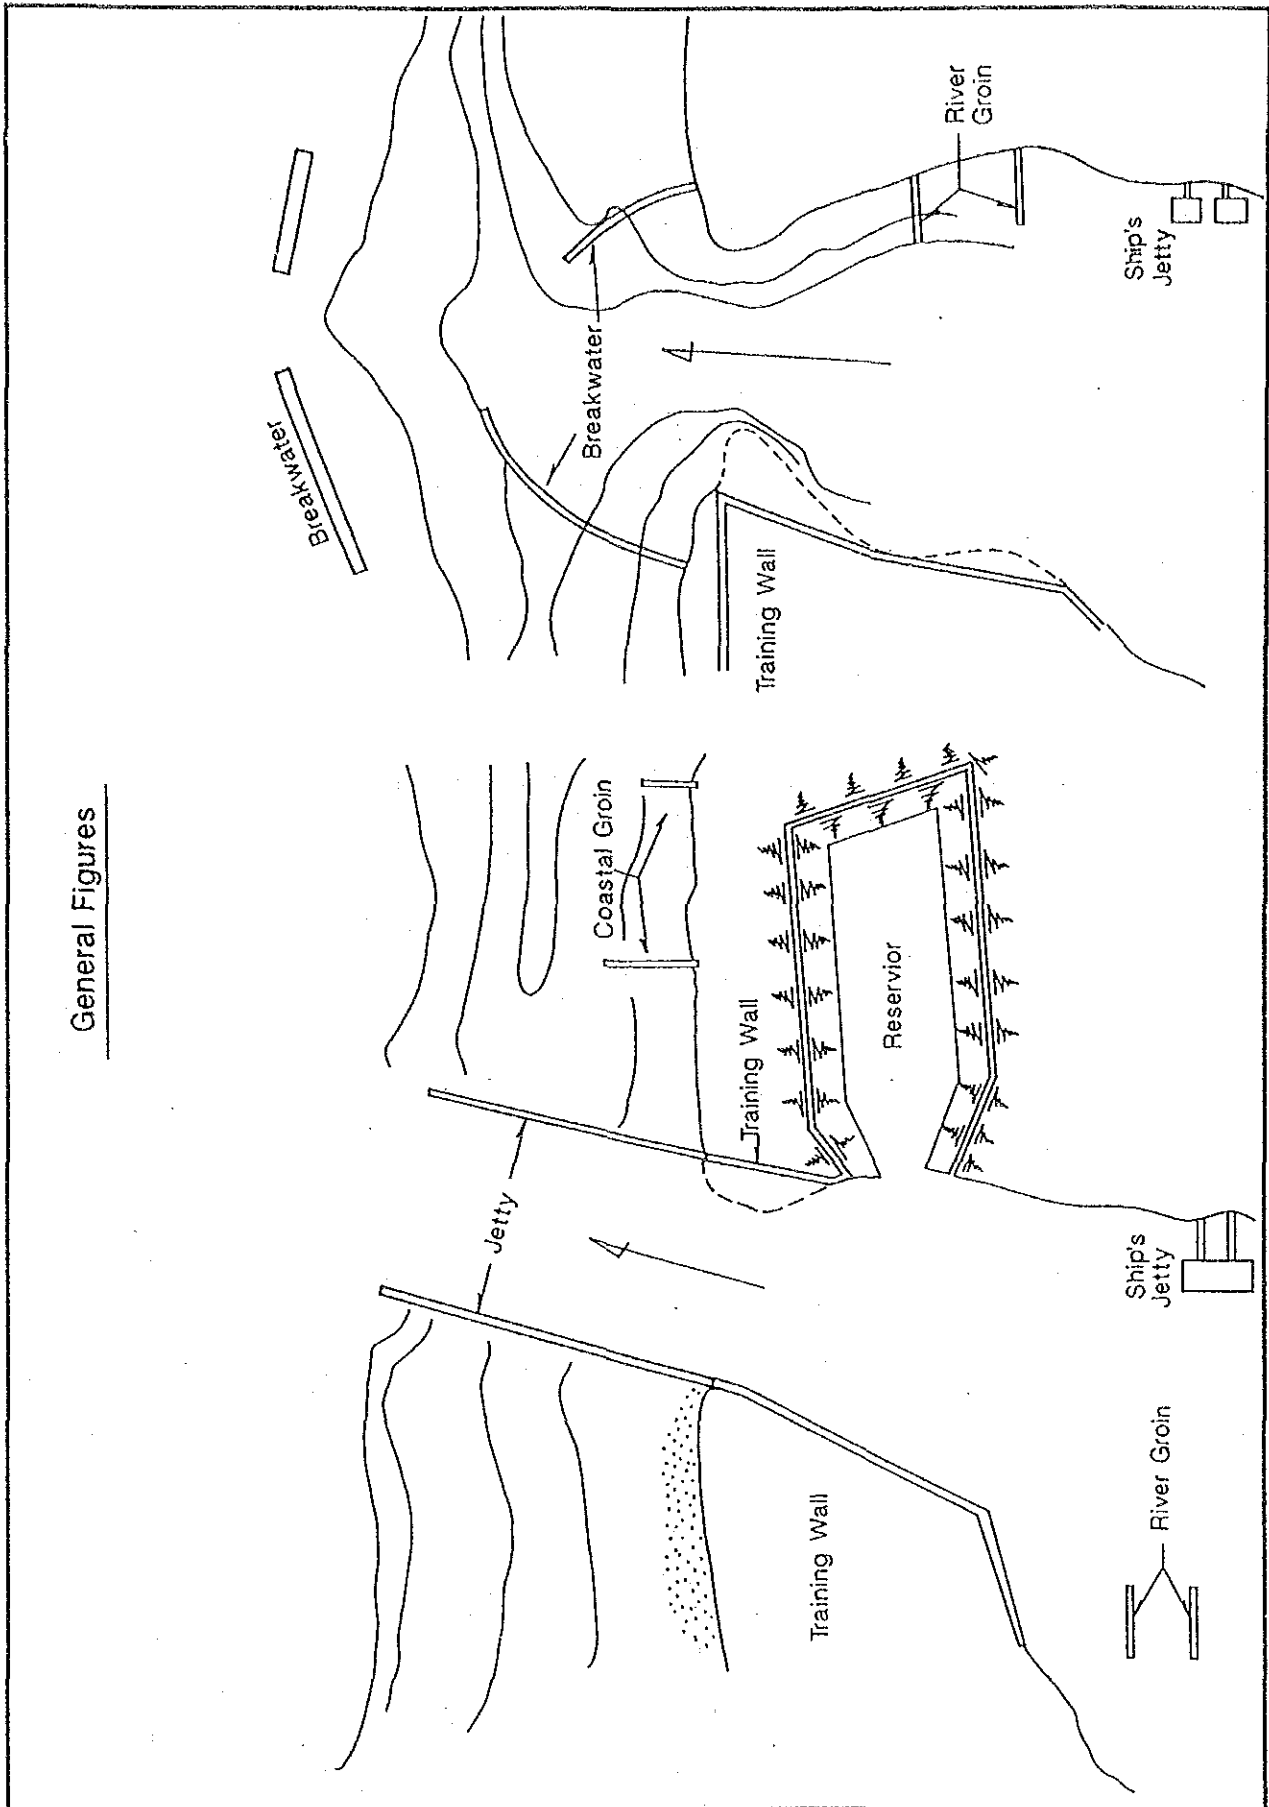 General Figures
Jetty
Training Wall
River Groin
Ship's
Jetty
Training Wall
Coastal Groin
Reservior
Breakwater
Breakwater
Training Wall
River
Groin
Ship's
Jetty